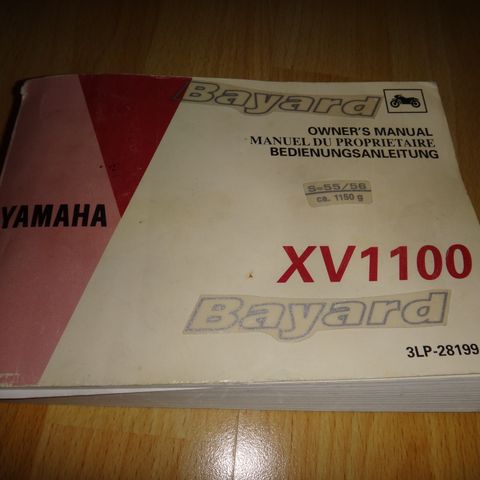 Bayard
OWNER'S MANUAL
MANUEL DU PROPRIETAIRE
BEDIENUNGSANLEITUNG
S-55/56
ca. 1150 g
YAMAHA
XV1100
Bayard
3LP-28199